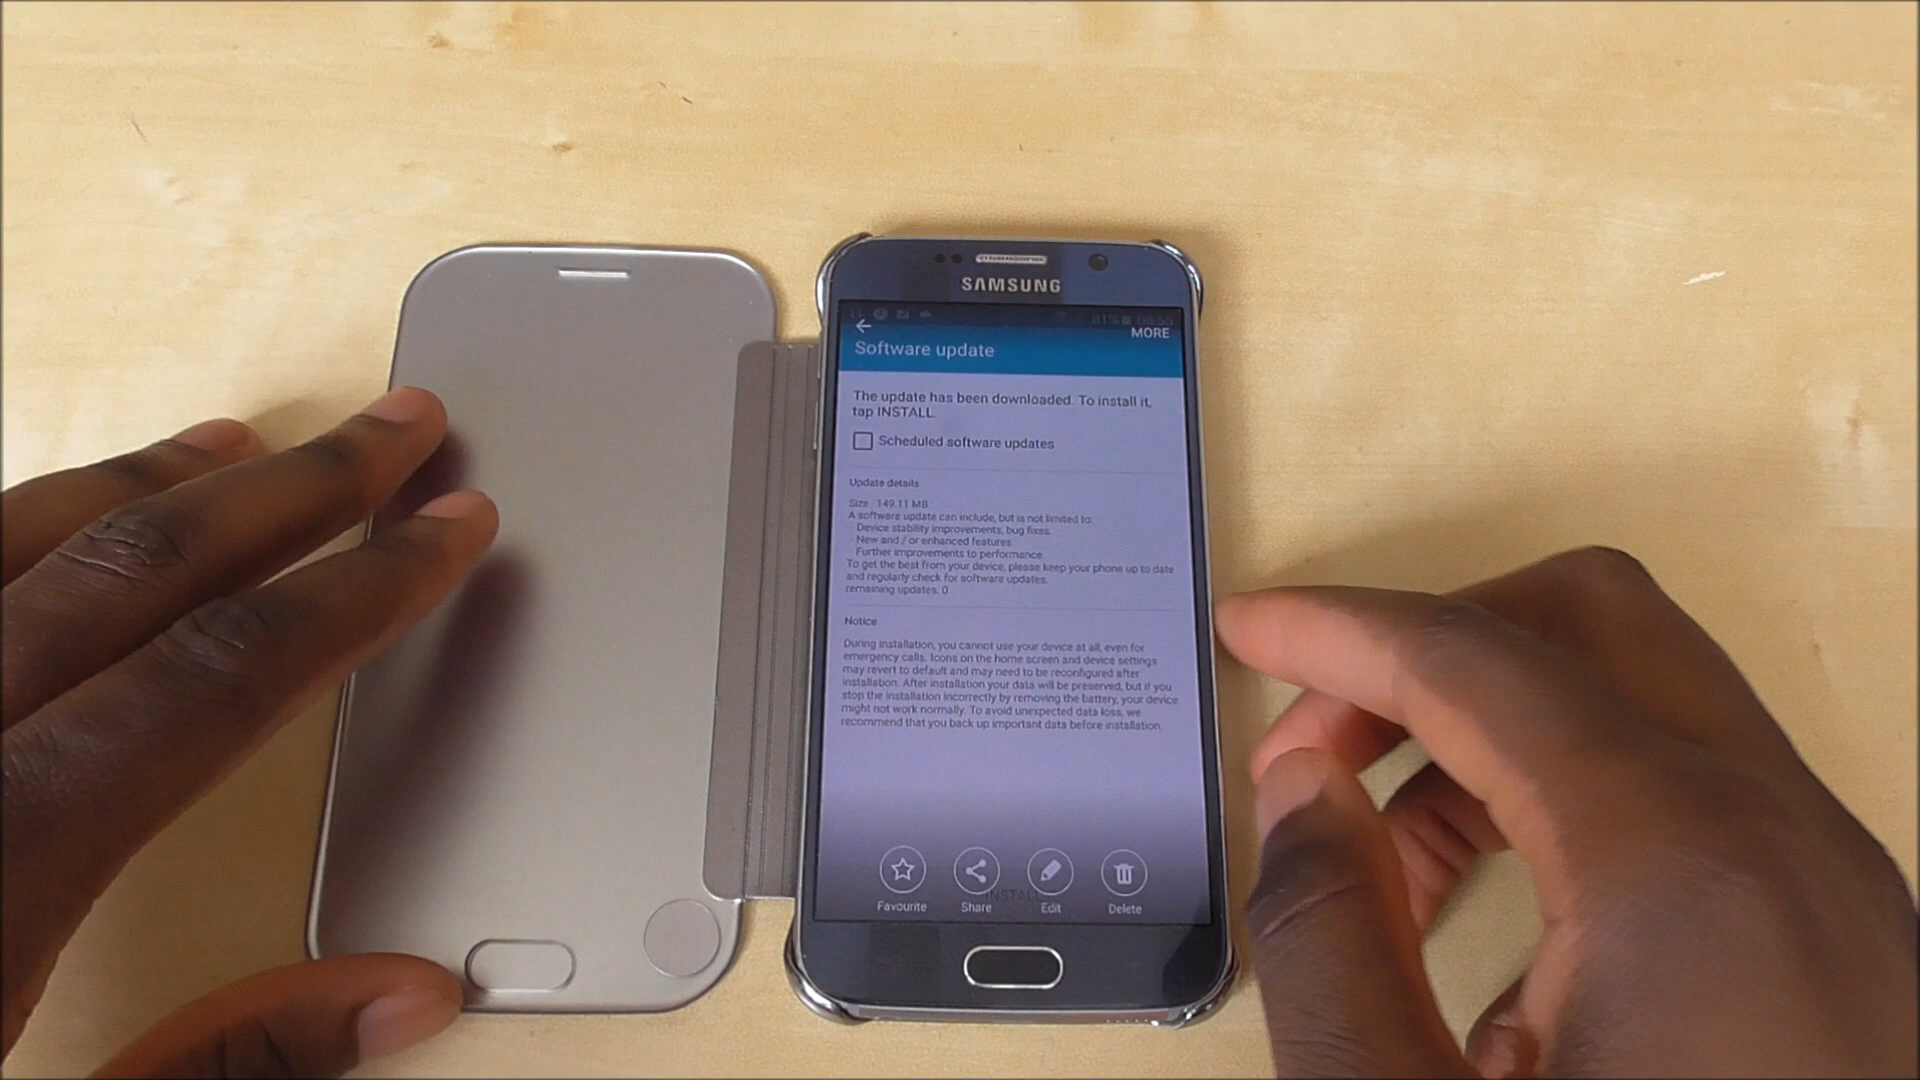 SAMSUNG
81% 08:55
MORE
Software update
The update has been downloaded. To install it,
tap INSTALL.
Scheduled software updates
Update details
Size : 149.11 MB
A software update can include, but is not limited to:
Device stability improvements, bug fixes.
New and / or enhanced features.
Further improvements to performance.
To get the best from your device, please keep your phone up to date
and regularly check for software updates.
remaining updates: 0
Notice
During installation, you cannot use your device at all, even for
emergency calls. Icons on the home screen and device settings
may revert to default and may need to be reconfigured after
installation. After installation your data will be preserved, but if you
stop the installation incorrectly by removing the battery, your device
might not work normally. To avoid unexpected data loss, we
recommend that you back up important data before installation.
INSTALL
Favourite Share Edit Delete